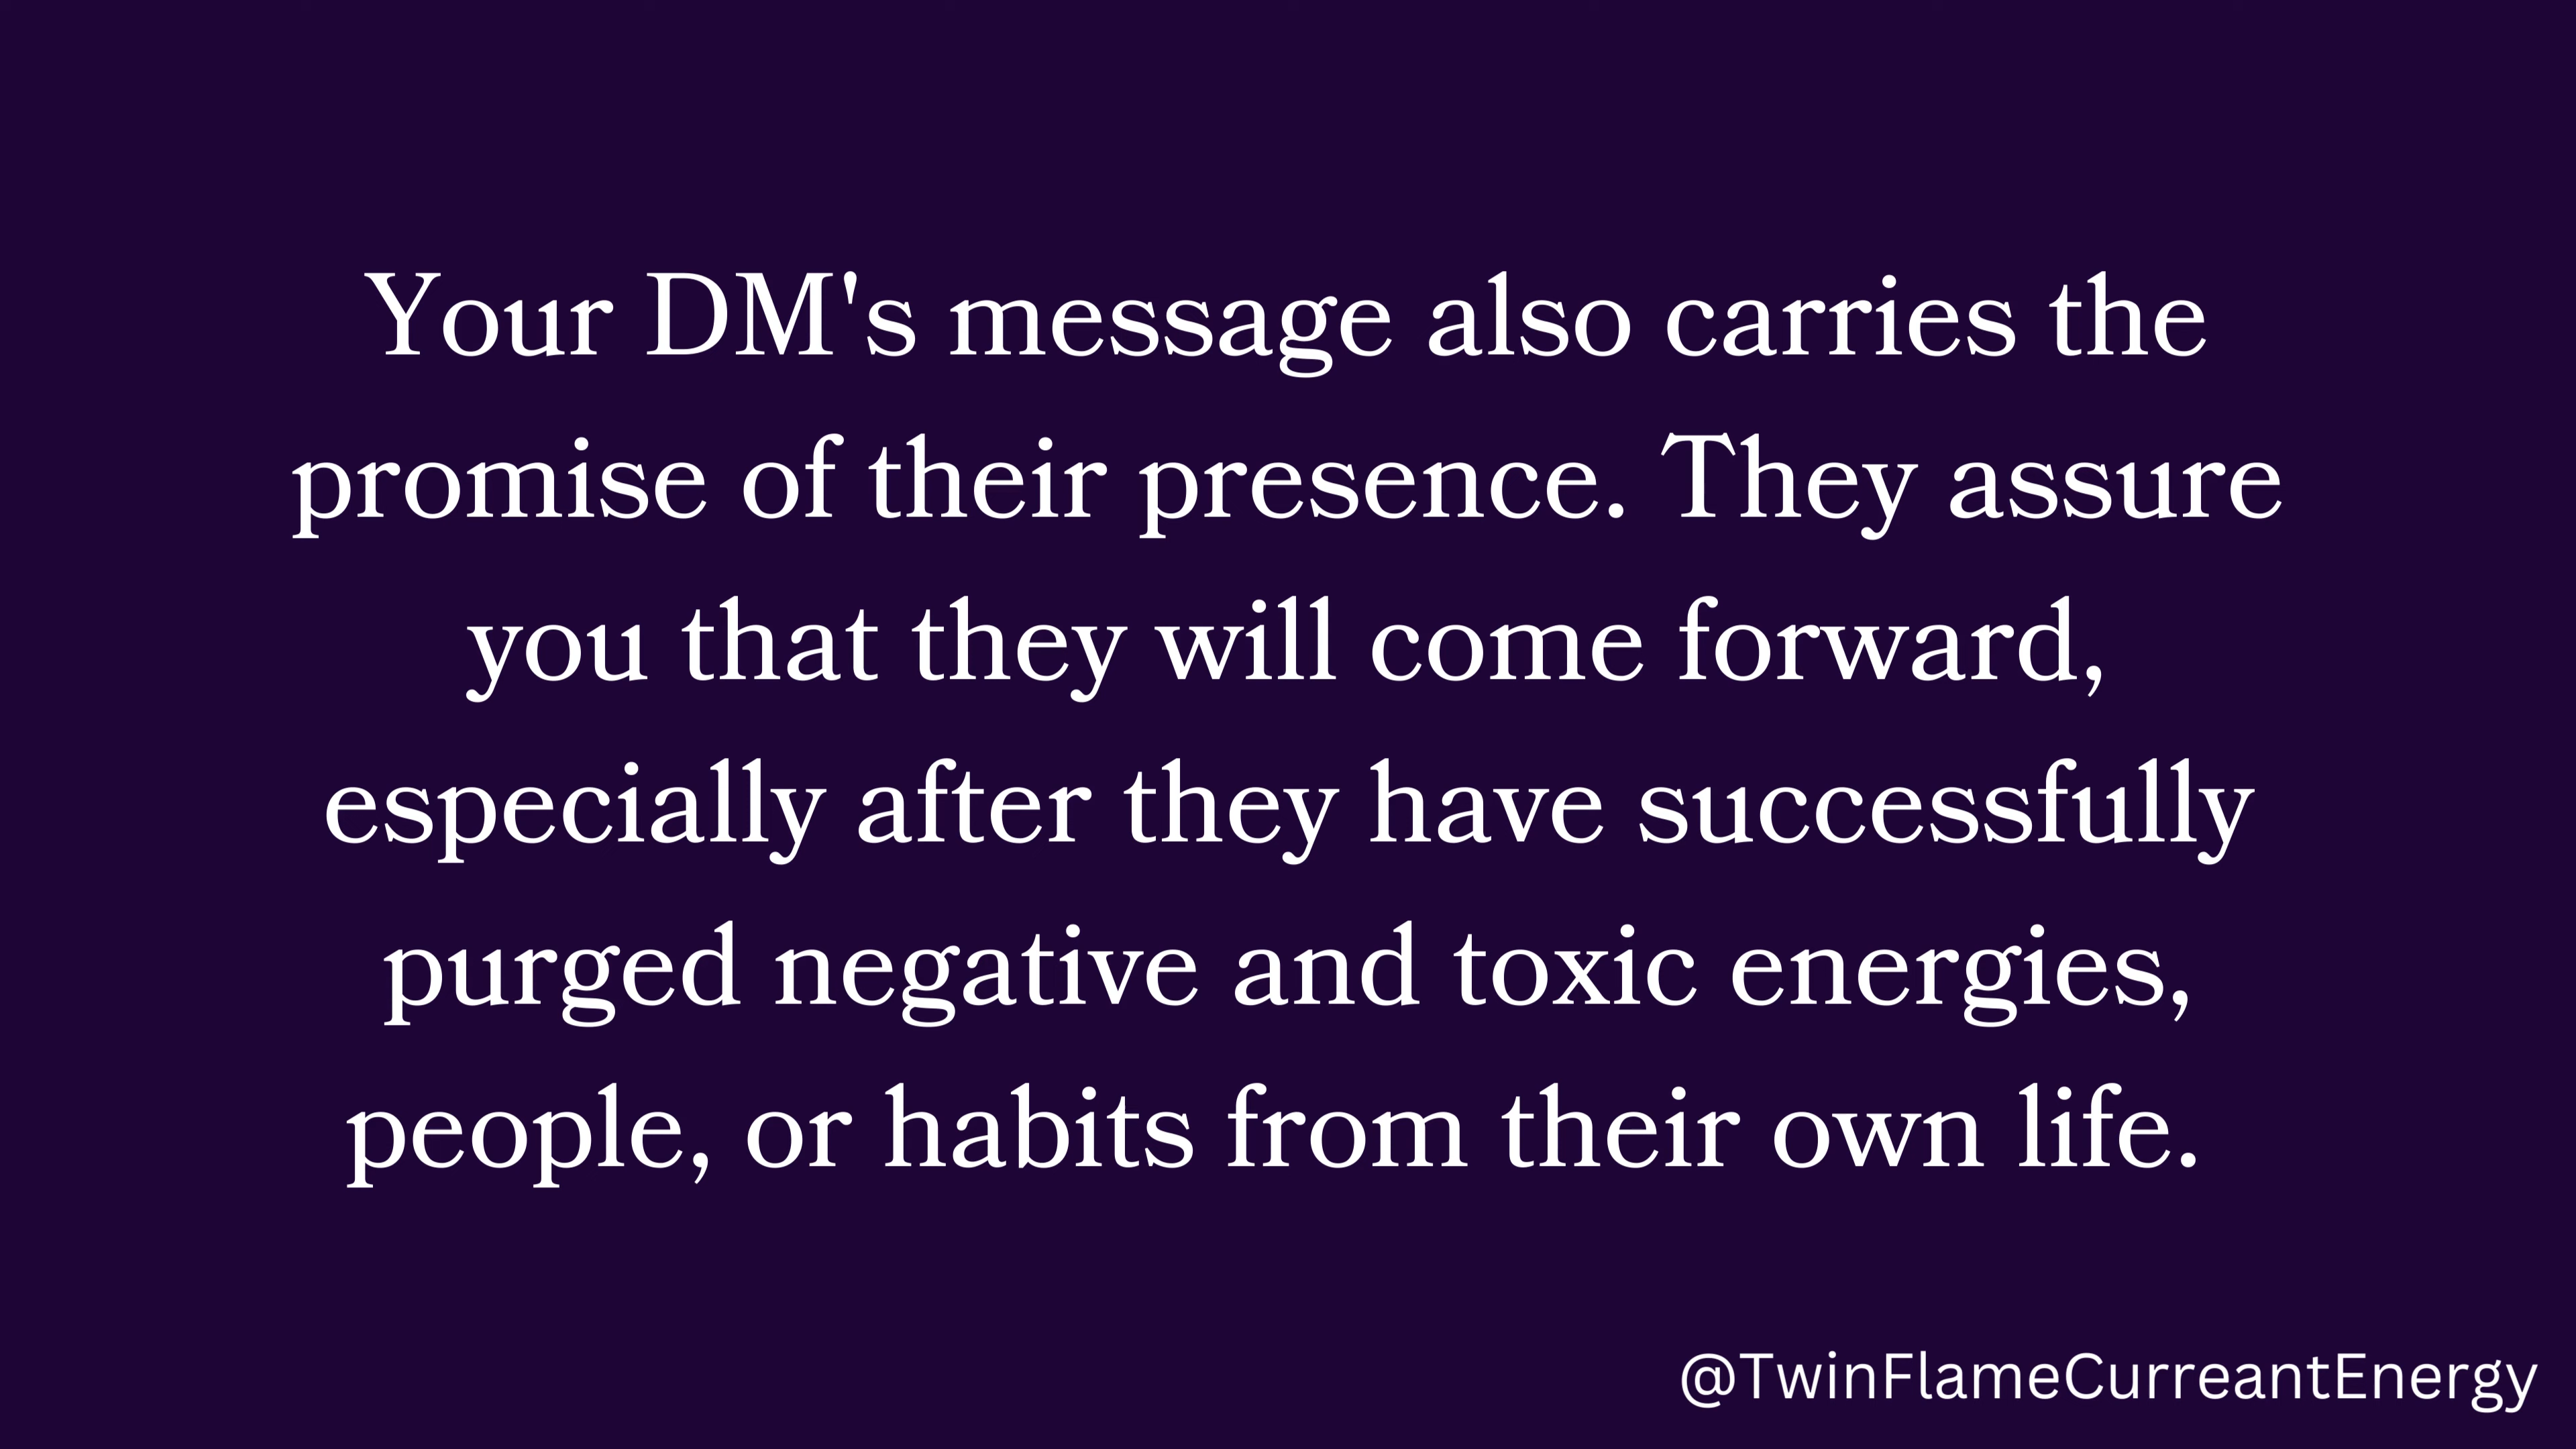 Your DM's message also carries the
promise of their presence. They assure
you that they will come forward,
especially after they have successfully
purged negative and toxic energies,
people, or habits from their own life.
@TwinFlameCurreantEnergy